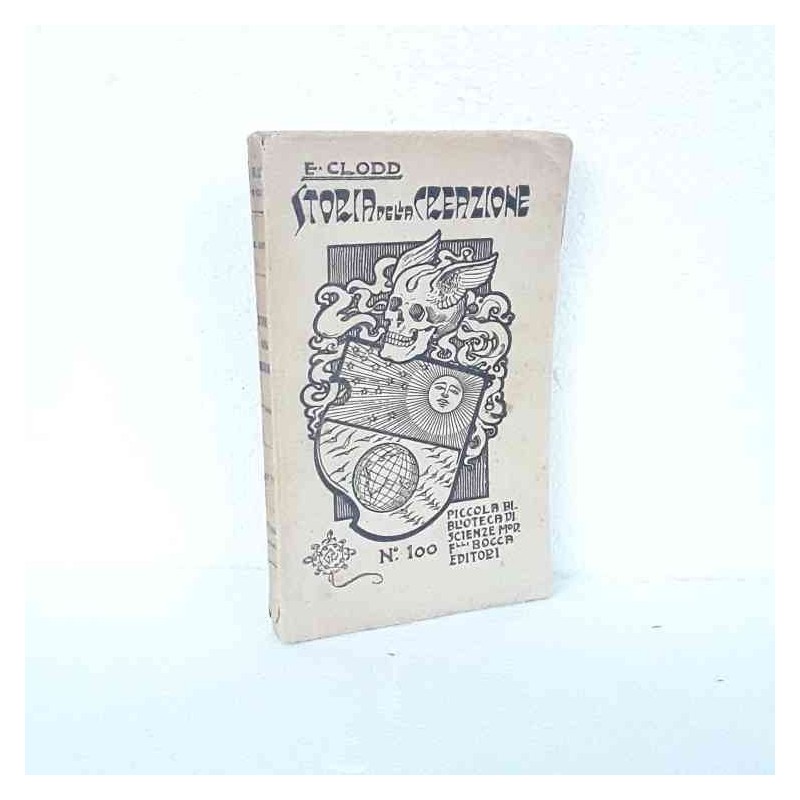 E. CLODD
STORIA DELLA CREAZIONE
PICCOLA BI-
BLIOTECA DI
SCIENZE MOD.
F.LLI BOCCA
EDITORI
N.º 100